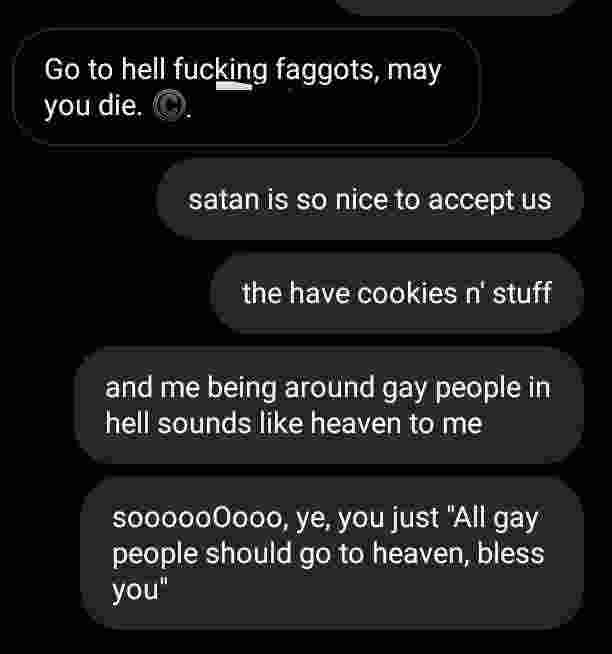 Go to hell fucking faggots, may
you die. ©.
satan is so nice to accept us
the have cookies n' stuff
and me being around gay people in
hell sounds like heaven to me
soooooOooo, ye, you just "All gay
people should go to heaven, bless
you"